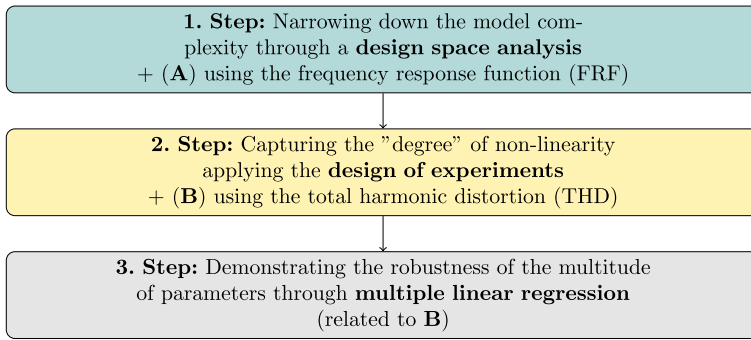 1. Step: Narrowing down the model com-
plexity through a design space analysis
+ (A) using the frequency response function (FRF)
2. Step: Capturing the ”degree” of non-linearity
applying the design of experiments
+ (B) using the total harmonic distortion (THD)
3. Step: Demonstrating the robustness of the multitude
of parameters through multiple linear regression
(related to B)